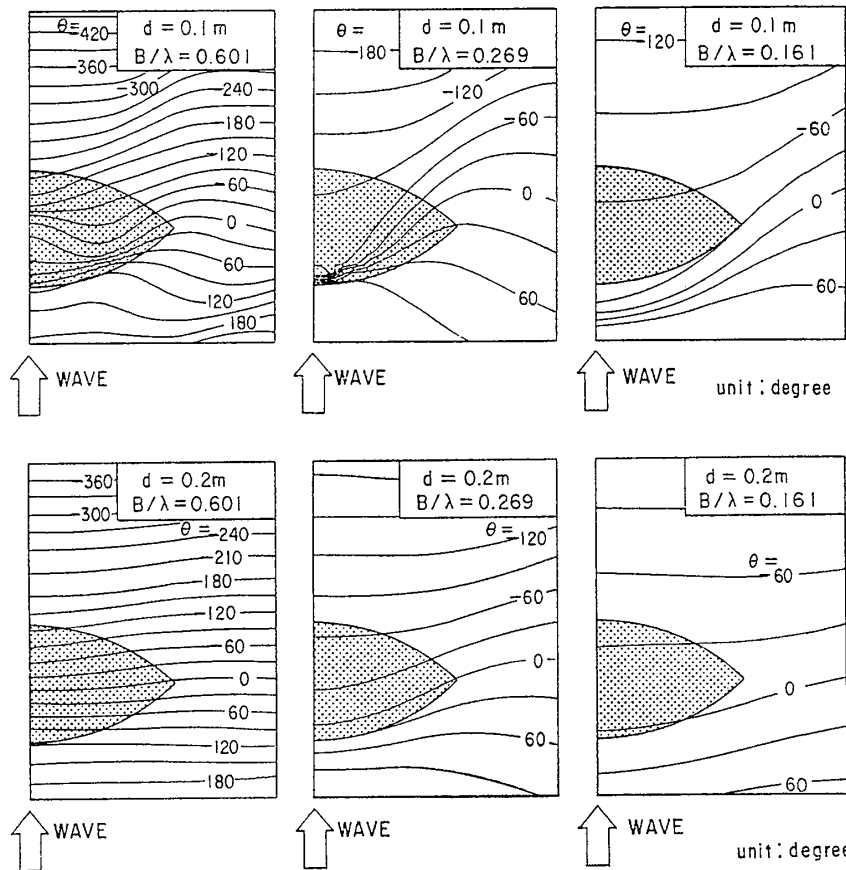 θ=
-420
-360
-300
-240
-180
-120
-60
0
60
120
180
d = 0.1m
B/λ=0.601
WAVE
θ=
-180
-120
-60
0
60
d = 0.1m
B/λ=0.269
WAVE
θ=
-120
-60
0
60
d = 0.1m
B/λ=0.161
WAVE
unit:degree
-360
-300
θ=
-240
-210
-180
-120
-60
0
60
120
180
d = 0.2m
B/λ=0.601
WAVE
θ=
-120
-60
0
60
d = 0.2m
B/λ=0.269
WAVE
θ=
-60
0
60
d = 0.2m
B/λ=0.161
WAVE
unit:degree